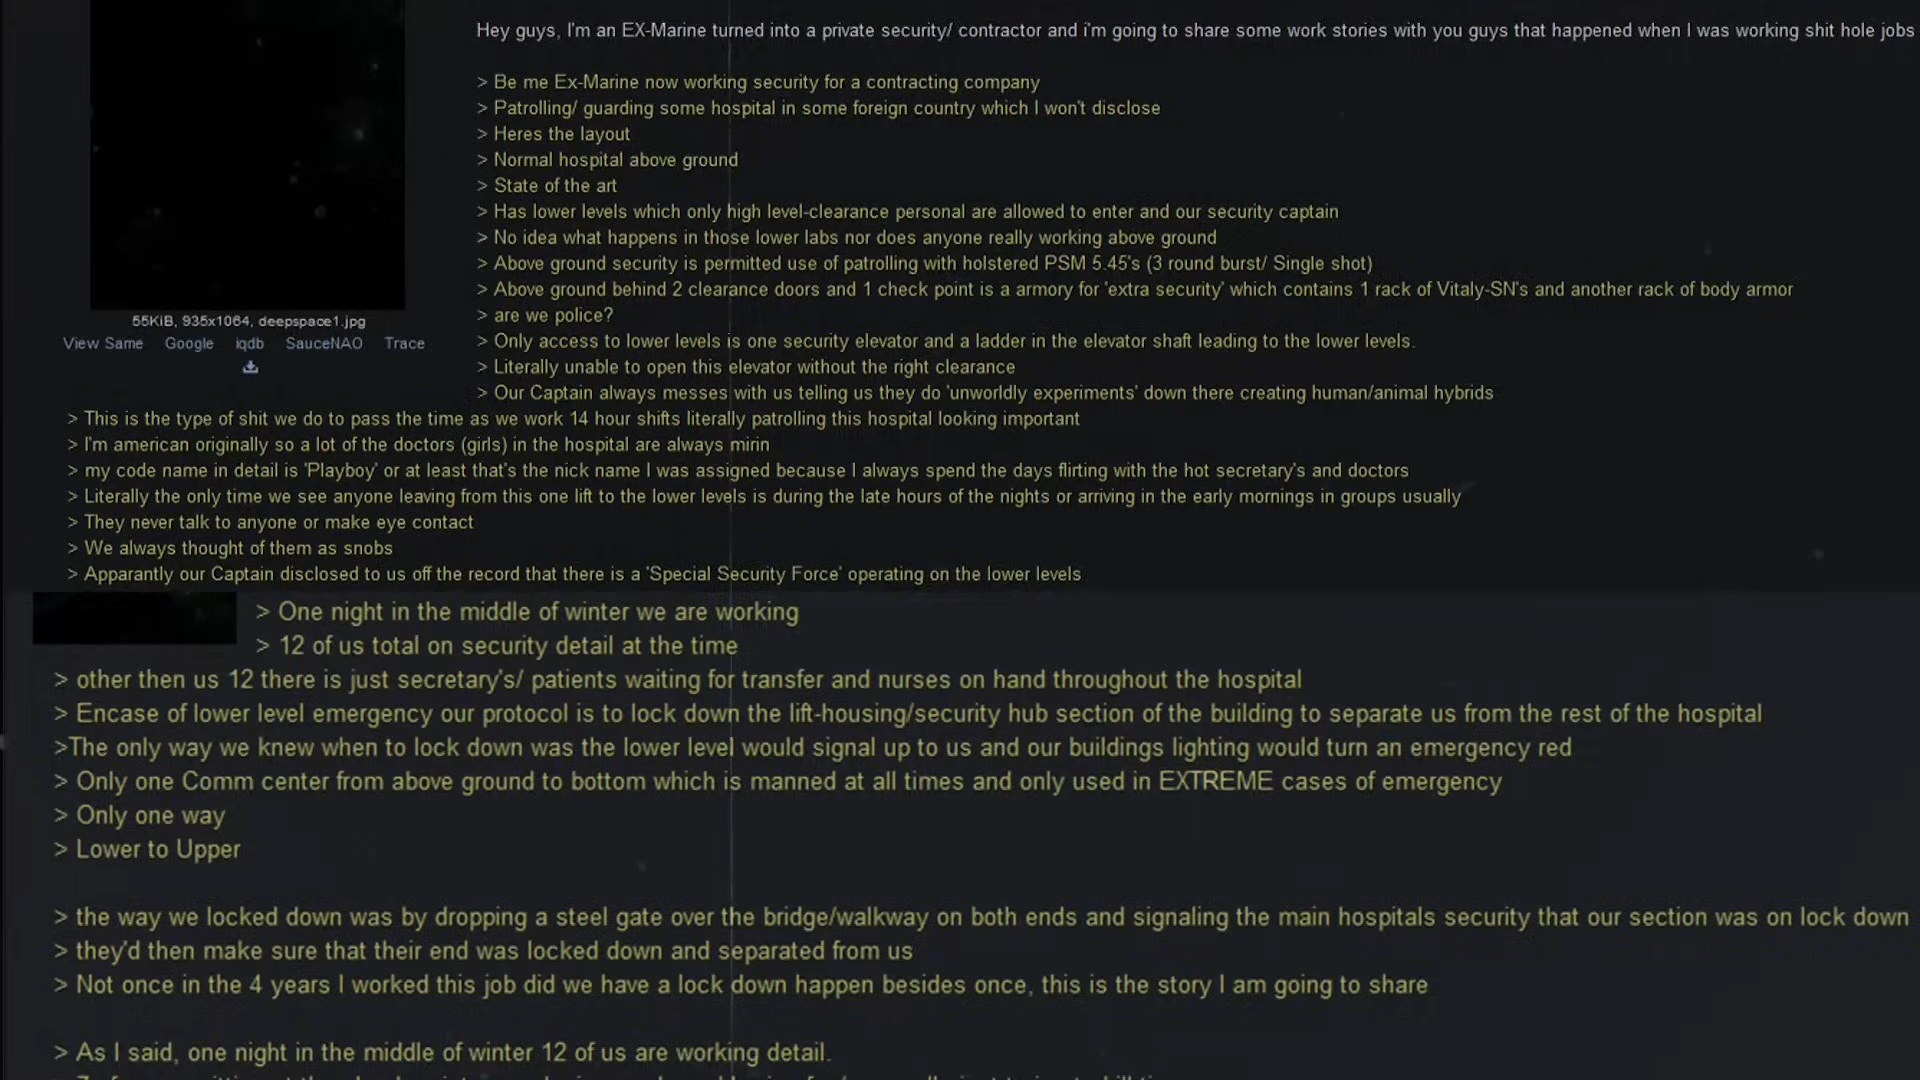 Hey guys, I'm an EX-Marine turned into a private security/ contractor and i'm going to share some work stories with you guys that happened when I was working shit hole jobs
> Be me Ex-Marine now working security for a contracting company
> Patrolling/ guarding some hospital in some foreign country which I won't disclose
> Heres the layout
> Normal hospital above ground
> State of the art
> Has lower levels which only high level-clearance personal are allowed to enter and our security captain
> No idea what happens in those lower labs nor does anyone really working above ground
> Above ground security is permitted use of patrolling with holstered PSM 5.45's (3 round burst/ Single shot)
> Above ground behind 2 clearance doors and 1 check point is a armory for 'extra security' which contains 1 rack of Vitaly-SN's and another rack of body armor
> are we police?
> Only access to lower levels is one security elevator and a ladder in the elevator shaft leading to the lower levels.
> Literally unable to open this elevator without the right clearance
> Our Captain always messes with us telling us they do 'unworldly experiments' down there creating human/animal hybrids
55KiB, 935x1064, deepspace1.jpg
View Same Google iqdb SauceNAO Trace
> This is the type of shit we do to pass the time as we work 14 hour shifts literally patrolling this hospital looking important
> I'm american originally so a lot of the doctors (girls) in the hospital are always mirin
> my code name in detail is 'Playboy' or at least that's the nick name I was assigned because I always spend the days flirting with the hot secretary's and doctors
> Literally the only time we see anyone leaving from this one lift to the lower levels is during the late hours of the nights or arriving in the early mornings in groups usually
> They never talk to anyone or make eye contact
> We always thought of them as snobs
> Apparantly our Captain disclosed to us off the record that there is a 'Special Security Force' operating on the lower levels
> One night in the middle of winter we are working
> 12 of us total on security detail at the time
> other then us 12 there is just secretary's/ patients waiting for transfer and nurses on hand throughout the hospital
> Encase of lower level emergency our protocol is to lock down the lift-housing/security hub section of the building to separate us from the rest of the hospital
>The only way we knew when to lock down was the lower level would signal up to us and our buildings lighting would turn an emergency red
> Only one Comm center from above ground to bottom which is manned at all times and only used in EXTREME cases of emergency
> Only one way
> Lower to Upper
> the way we locked down was by dropping a steel gate over the bridge/walkway on both ends and signaling the main hospitals security that our section was on lock down
> they'd then make sure that their end was locked down and separated from us
> Not once in the 4 years I worked this job did we have a lock down happen besides once, this is the story I am going to share
> As I said, one night in the middle of winter 12 of us are working detail.